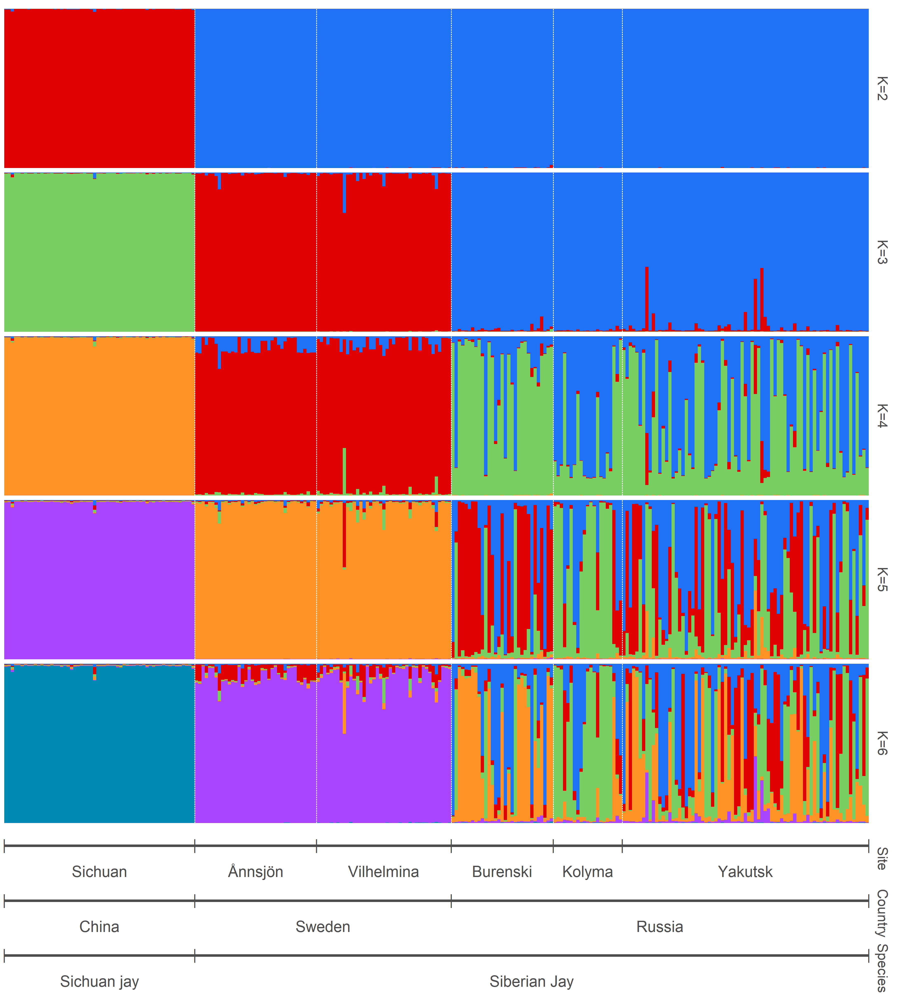 K=2
K=3
K=4
K=5
K=6
Site
Sichuan Ånnsjön Vilhelmina Burenski Kolyma Yakutsk
Country
China Sweden Russia
Species
Sichuan jay Siberian Jay